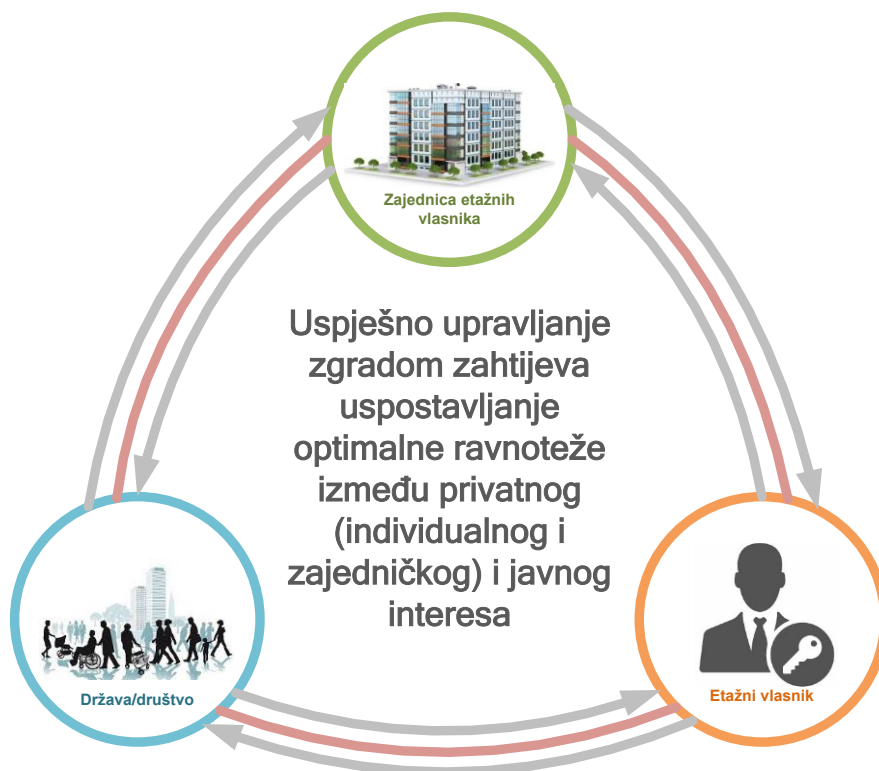 Zajednica etažnih
vlasnika
Uspješno upravljanje
zgradom zahtijeva
uspostavljanje
optimalne ravnoteže
između privatnog
(individualnog i
zajedničkog) i javnog
interesa
Država/društvo
Etažni vlasnik